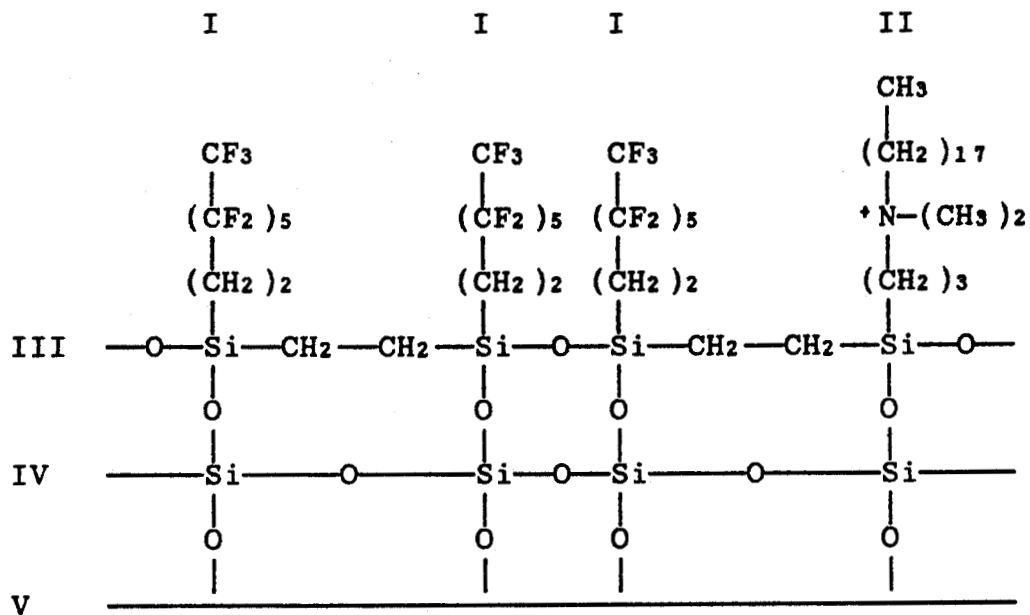 I I I II
CH3
CF3 CF3 CF3 (CH2)17
(CF2)5 (CF2)5 (CF2)5 +N—(CH3)2
(CH2)2 (CH2)2 (CH2)2 (CH2)3
III —O—Si—CH2—CH2—Si—O—Si—CH2—CH2—Si—O—
O O O O
IV —Si—O—Si—O—Si—O—Si—
O O O O
V